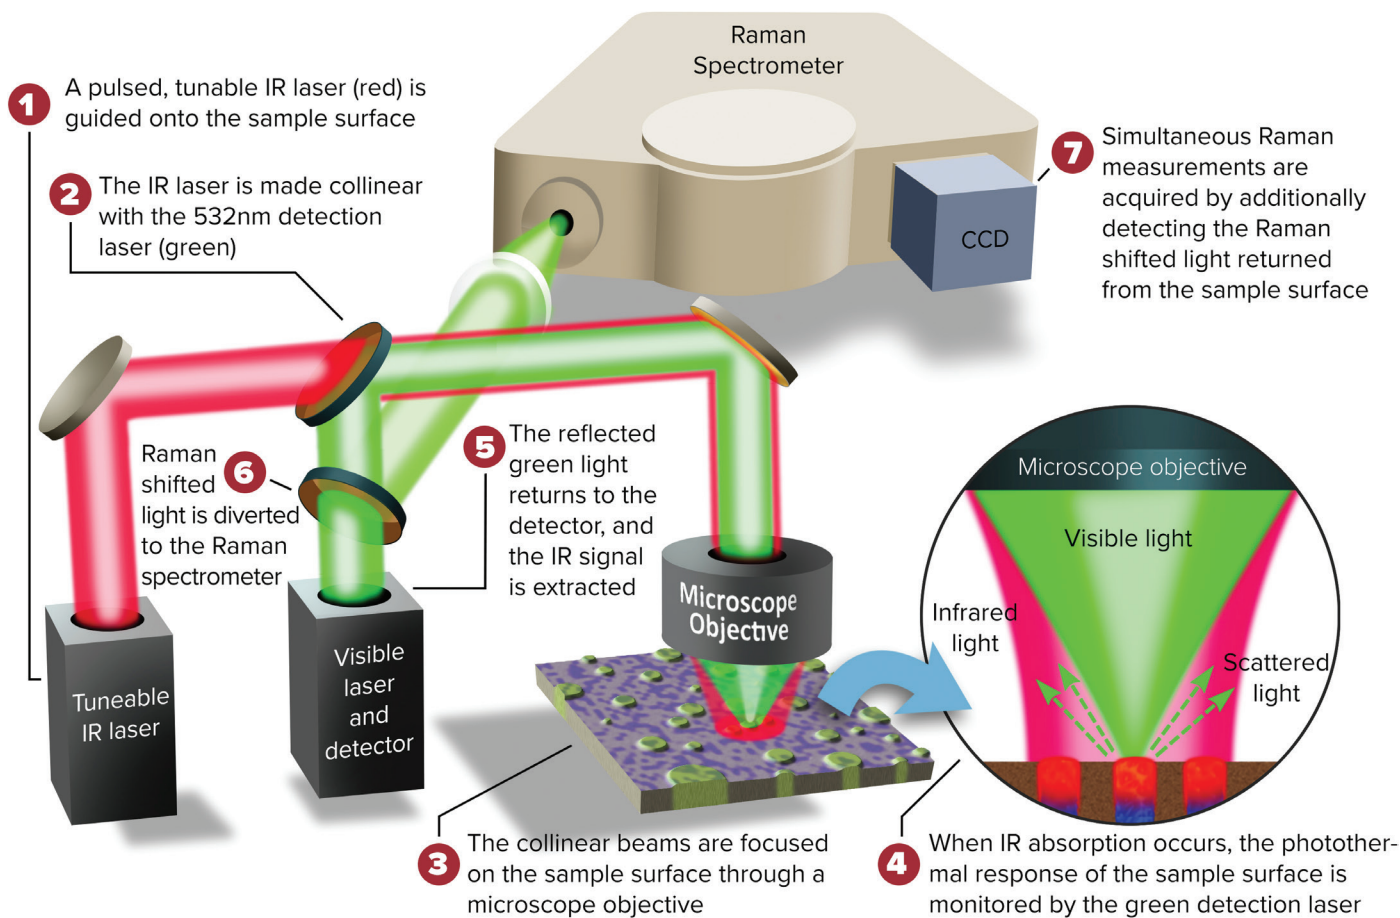 Raman
Spectrometer
1
A pulsed, tunable IR laser (red) is
guided onto the sample surface
2
The IR laser is made collinear
with the 532nm detection
laser (green)
7
Simultaneous Raman
measurements are
acquired by additionally
detecting the Raman
shifted light returned
from the sample surface
CCD
6
Raman
shifted
light is diverted
to the Raman
spectrometer
5
The reflected
green light
returns to the
detector, and
the IR signal
is extracted
Microscope
Objective
Tuneable
IR laser
Visible
laser
and
detector
Microscope objective
Visible light
Infrared
light
Scattered
light
3
The collinear beams are focused
on the sample surface through a
microscope objective
4
When IR absorption occurs, the photother-
mal response of the sample surface is
monitored by the green detection laser